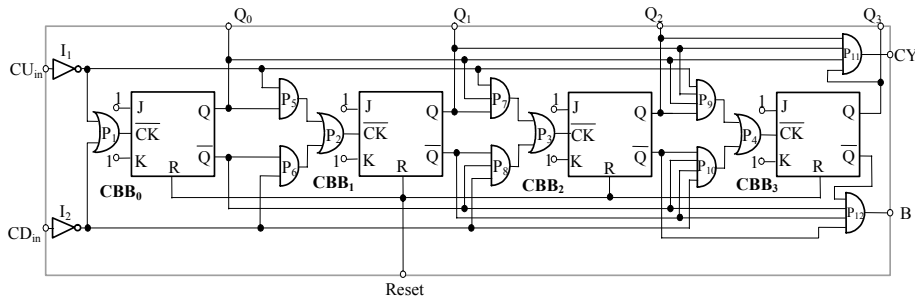 Q₀ Q₁ Q₂ Q₃
I₁ P₁₁ CY
CUin
P₅ P₇ P₉
1 J Q 1 J Q 1 J Q 1 J Q
P₁ CK P₂ CK P₃ CK P₄ CK
1 K Q 1 K Q 1 K Q 1 K Q
P₆ P₈ P₁₀
R R R R
CBB₀ CBB₁ CBB₂ CBB₃
I₂ P₁₂ B
CDin
Reset